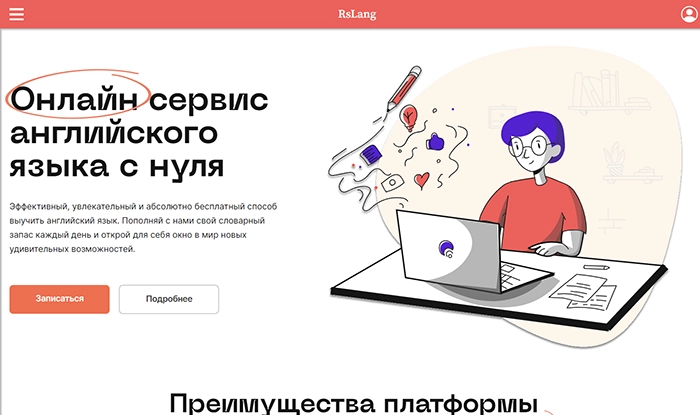 RsLang
Онлайн сервис
английского
языка с нуля
Эффективный, увлекательный и абсолютно бесплатный способ
выучить английский язык. Пополняй с нами свой словарный
запас каждый день и открой для себя окно в мир новых
удивительных возможностей.
Записаться
Подробнее
Преимущества платформы